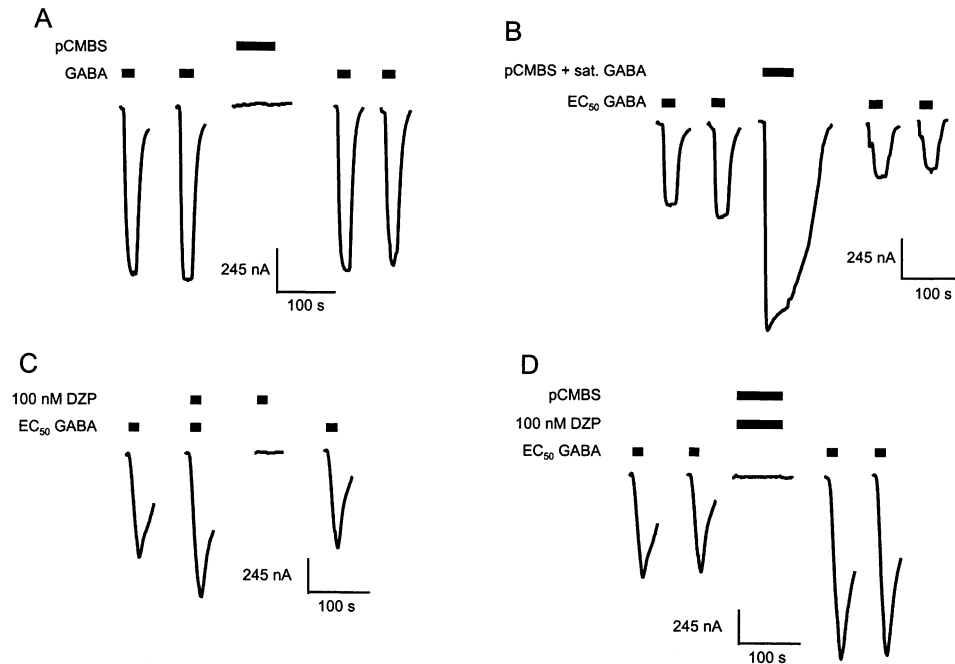 A
pCMBS
GABA
245 nA
100 s
B
pCMBS + sat. GABA
EC50 GABA
245 nA
100 s
C
100 nM DZP
EC50 GABA
245 nA
100 s
D
pCMBS
100 nM DZP
EC50 GABA
245 nA
100 s